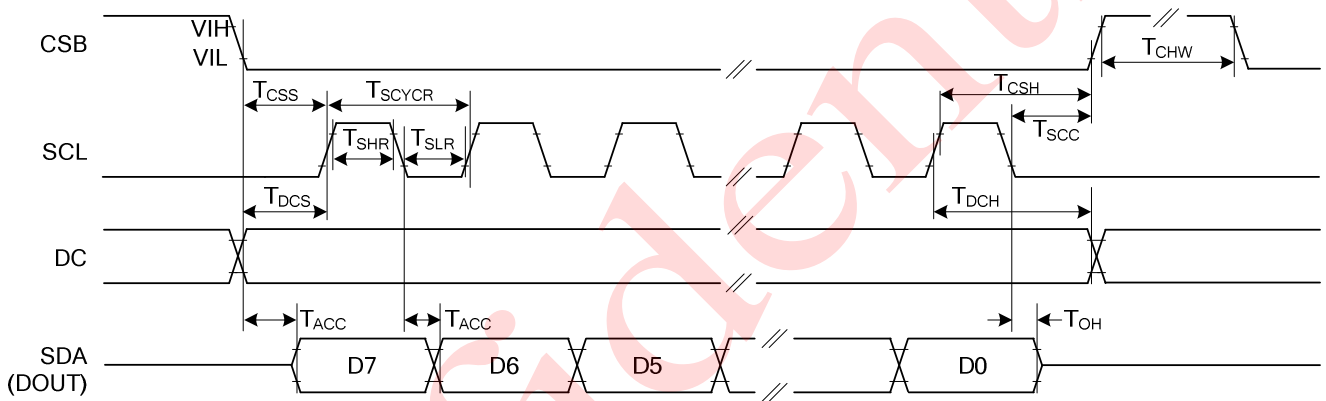 CSB
VIH
VIL
TCHW
TCSS
TSCYCR
TCSH
TSCC
SCL
TSHR
TSLR
TDCS
TDCH
DC
TACC
TACC
TOH
SDA
(DOUT)
D7
D6
D5
D0